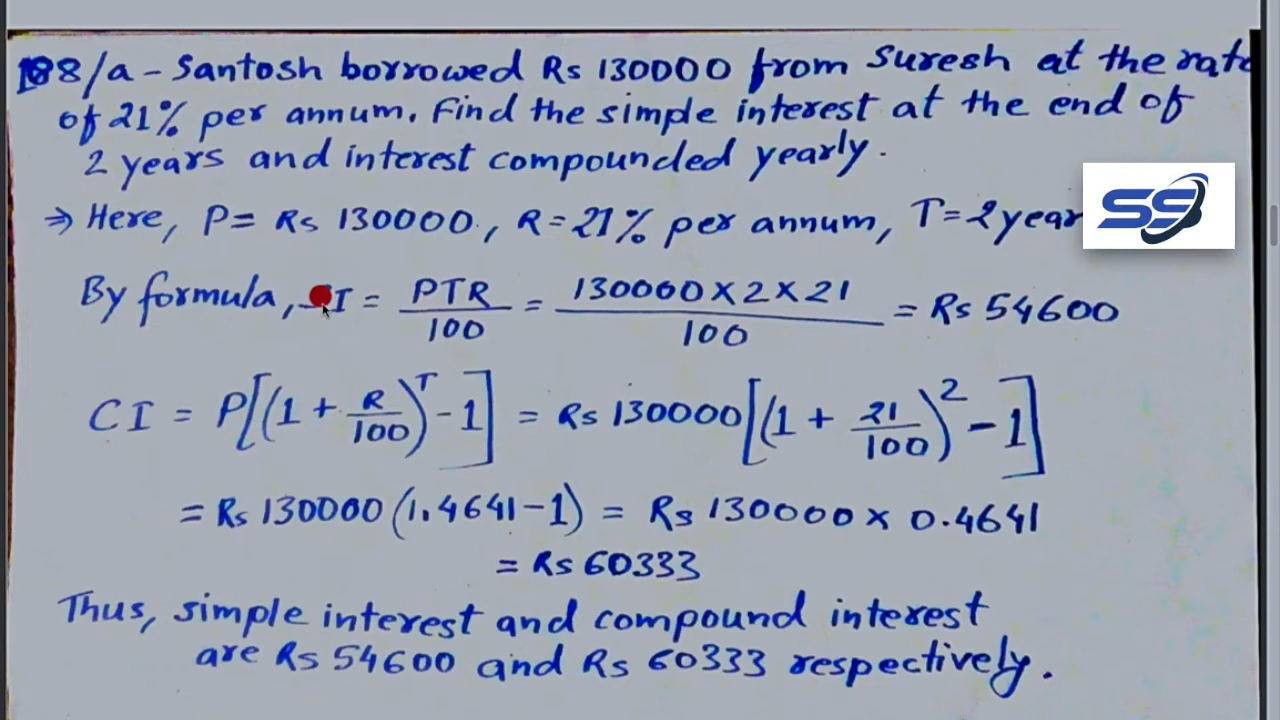 188/a - Santosh borrowed Rs 130000 from Suresh at the rate
of 21% per annum. Find the simple interest at the end of
2 years and interest compounded yearly.
SS
⇒ Here, P= Rs 130000, R=21% per annum, T=2year
By formula, I = PTR/100 = 130000×2×21/100 = Rs 54600
CI = P[(1 + R/100)^T - 1] = Rs 130000[(1 + 21/100)^2 - 1]
= Rs 130000 (1.4641-1) = Rs 130000× 0.4641
= Rs 60333
Thus, simple interest and compound interest
are Rs 54600 and Rs 60333 respectively.